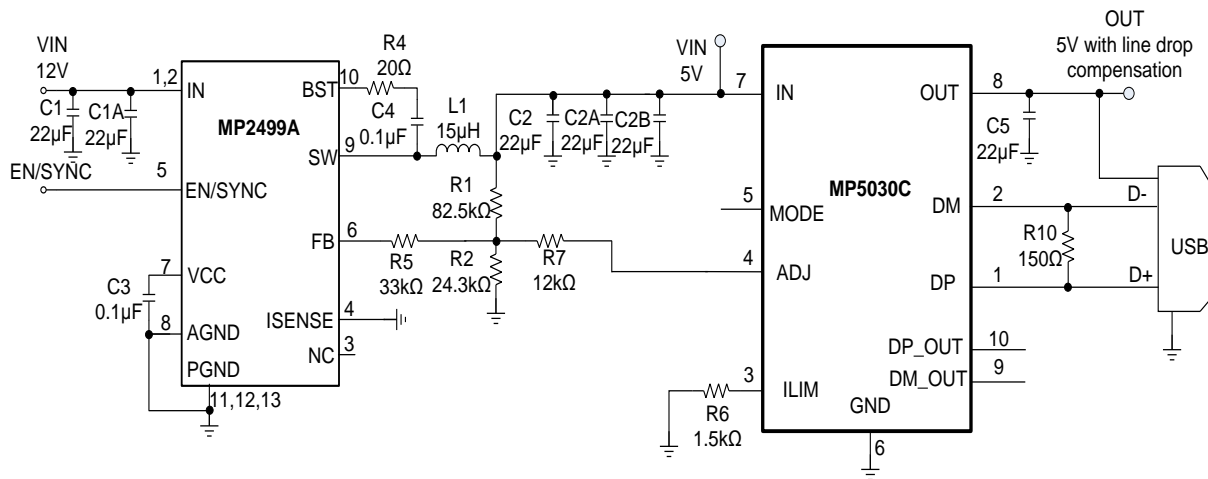 VIN
12V
C1
22µF
C1A
22µF
EN/SYNC
1,2
IN
MP2499A
BST
10
R4
20Ω
C4
0.1µF
L1
15µH
SW
9
5
EN/SYNC
R1
82.5kΩ
FB
6
R5
33kΩ
R2
24.3kΩ
R7
12kΩ
7
VCC
C3
0.1µF
8
AGND
ISENSE
4
NC
3
PGND
11,12,13
VIN
5V
C2
22µF
C2A
22µF
C2B
22µF
7
IN
MP5030C
OUT
8
OUT
5V with line drop
compensation
C5
22µF
5
MODE
DM
2
D-
R10
150Ω
USB
4
ADJ
DP
1
D+
DP_OUT
10
DM_OUT
9
3
ILIM
R6
1.5kΩ
GND
6